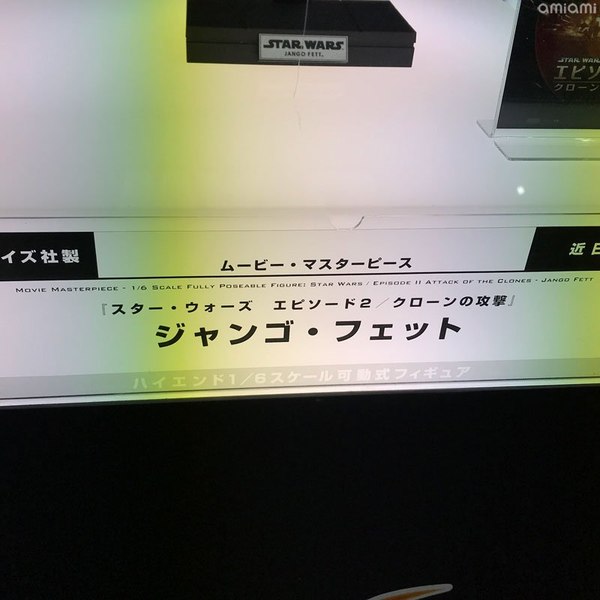 amiami
STAR WARS
JANGO FETT
STAR WARS
エピソ
クローン
イズ社製
ムービー・マスターピース
近日
Movie Masterpiece - 1/6 Scale Fully Poseable Figure: Star Wars / Episode II Attack of the Clones - Jango Fett
『スター・ウォーズ エピソード2/クローンの攻撃』
ジャンゴ・フェット
ハイエンド1/6スケール可動式フィギュア